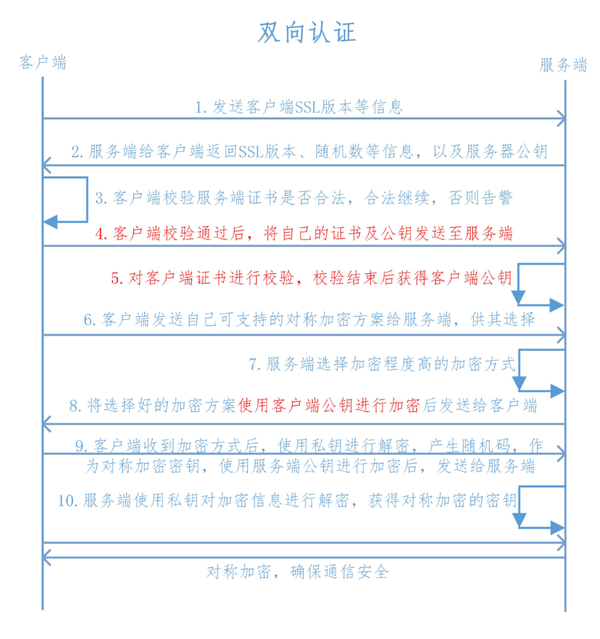 双向认证
客户端
服务端
1. 发送客户端SSL版本等信息
2. 服务端给客户端返回SSL版本、随机数等信息，以及服务器公钥
3. 客户端校验服务端证书是否合法，合法继续，否则告警
4. 客户端校验通过后，将自己的证书及公钥发送至服务端
5. 对客户端证书进行校验，校验结束后获得客户端公钥
6. 客户端发送自己可支持的对称加密方案给服务端，供其选择
7. 服务端选择加密程度高的加密方式
8. 将选择好的加密方案使用客户端公钥进行加密后发送给客户端
9. 客户端收到加密方式后，使用私钥进行解密，产生随机码，作
为对称加密密钥，使用服务端公钥进行加密后，发送给服务端
10. 服务端使用私钥对加密信息进行解密，获得对称加密的密钥
对称加密，确保通信安全